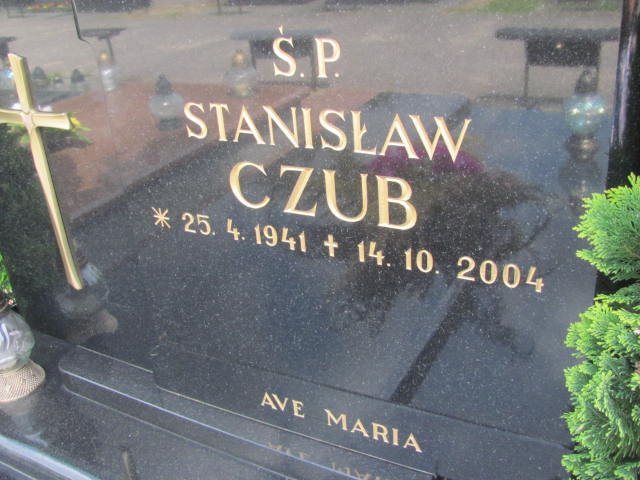 Ś. P.
STANISŁAW
CZUB
* 25. 4. 1941 ✝ 14. 10. 2004
AVE MARIA